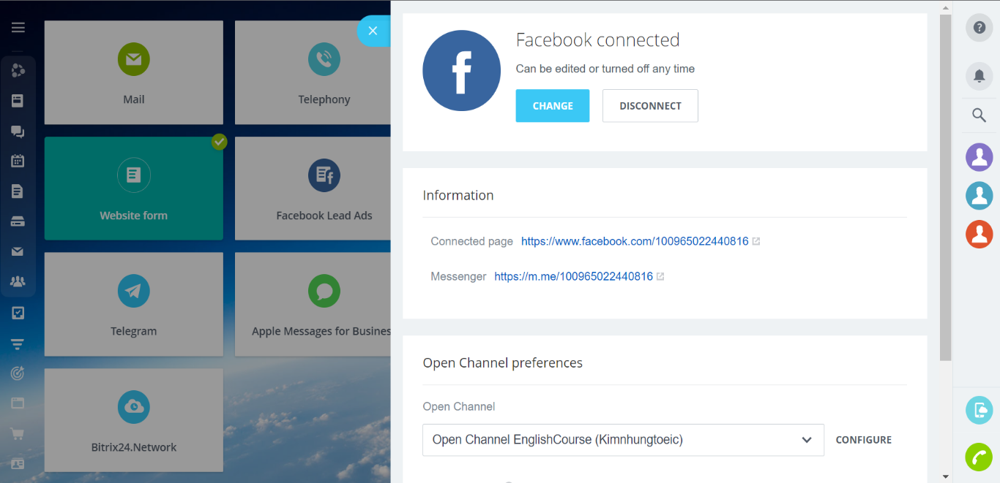 Mail
Telephony
Website form
Facebook Lead Ads
Telegram
Apple Messages for Busines
Bitrix24.Network
Facebook connected
Can be edited or turned off any time
CHANGE
DISCONNECT
Information
Connected page https://www.facebook.com/100965022440816
Messenger https://m.me/100965022440816
Open Channel preferences
Open Channel
Open Channel EnglishCourse (Kimnhungtoeic)
CONFIGURE